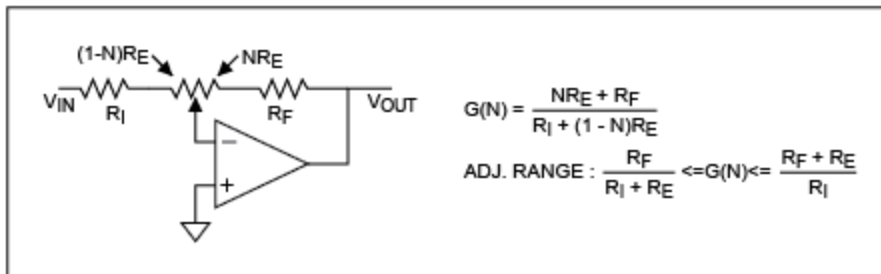 (1-N)RE
NRE
VIN
RI
RF
VOUT
−
+
G(N) = NRE + RF / RI + (1 - N)RE
ADJ. RANGE : RF / RI + RE <=G(N)<= RF + RE / RI